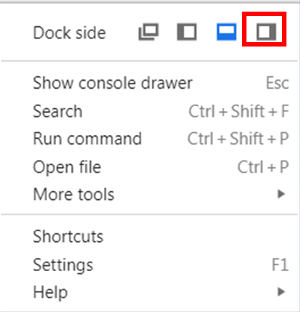 Dock side
Show console drawer Esc
Search Ctrl + Shift + F
Run command Ctrl + Shift + P
Open file Ctrl + P
More tools
Shortcuts
Settings F1
Help